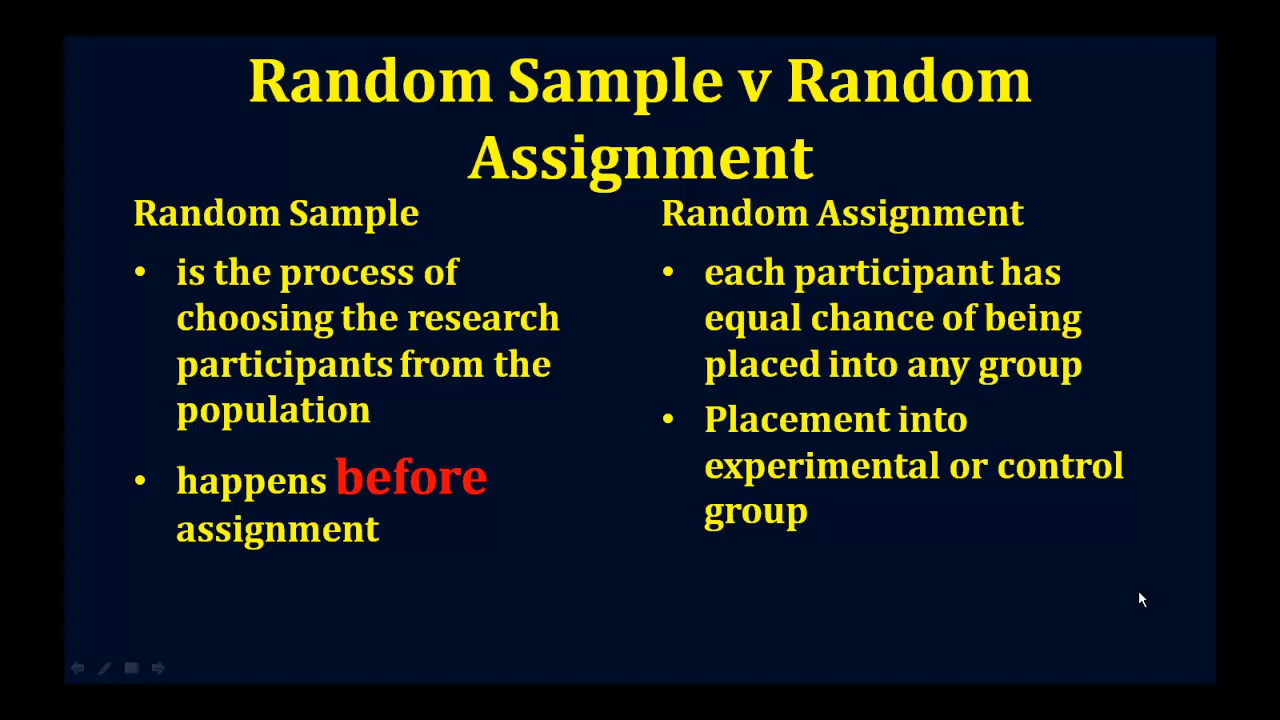 Random Sample v Random
Assignment
Random Sample
• is the process of
choosing the research
participants from the
population
• happens before
assignment
Random Assignment
• each participant has
equal chance of being
placed into any group
• Placement into
experimental or control
group